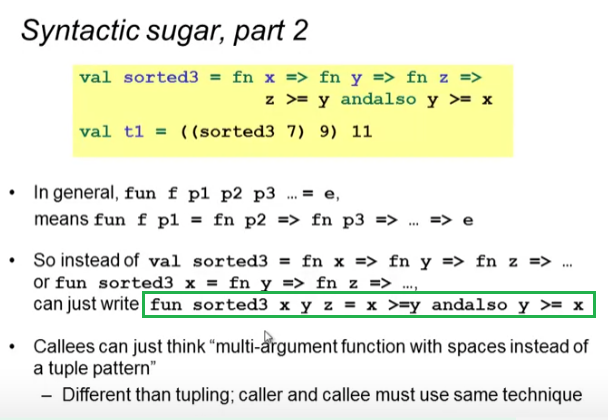 Syntactic sugar, part 2
val sorted3 = fn x => fn y => fn z =>
z >= y andalso y >= x
val t1 = ((sorted3 7) 9) 11
• In general, fun f p1 p2 p3 … = e,
means fun f p1 = fn p2 => fn p3 => … => e
• So instead of val sorted3 = fn x => fn y => fn z => …
or fun sorted3 x = fn y => fn z => …,
can just write fun sorted3 x y z = x >=y andalso y >= x
• Callees can just think “multi-argument function with spaces instead of
a tuple pattern”
– Different than tupling; caller and callee must use same technique